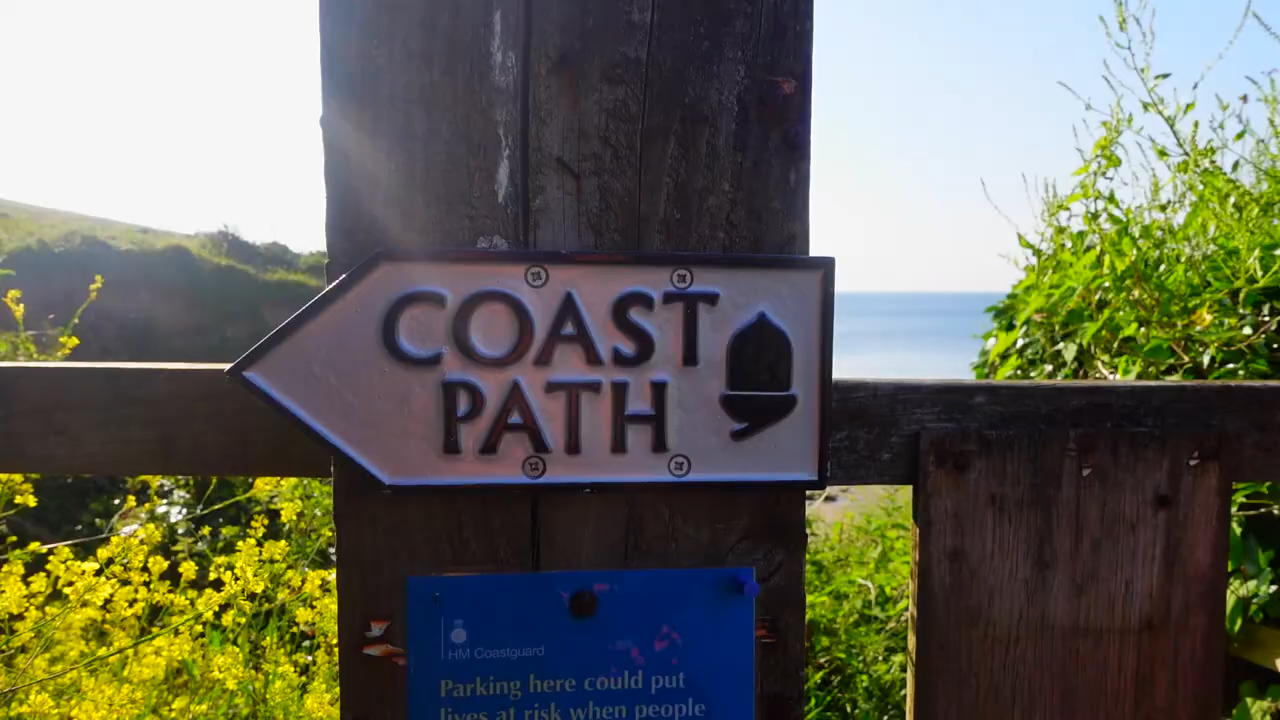 COAST
PATH
HM Coastguard
Parking here could put
lives at risk when people